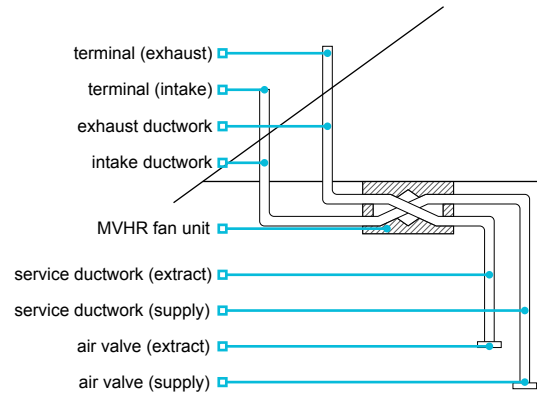 terminal (exhaust)
terminal (intake)
exhaust ductwork
intake ductwork
MVHR fan unit
service ductwork (extract)
service ductwork (supply)
air valve (extract)
air valve (supply)